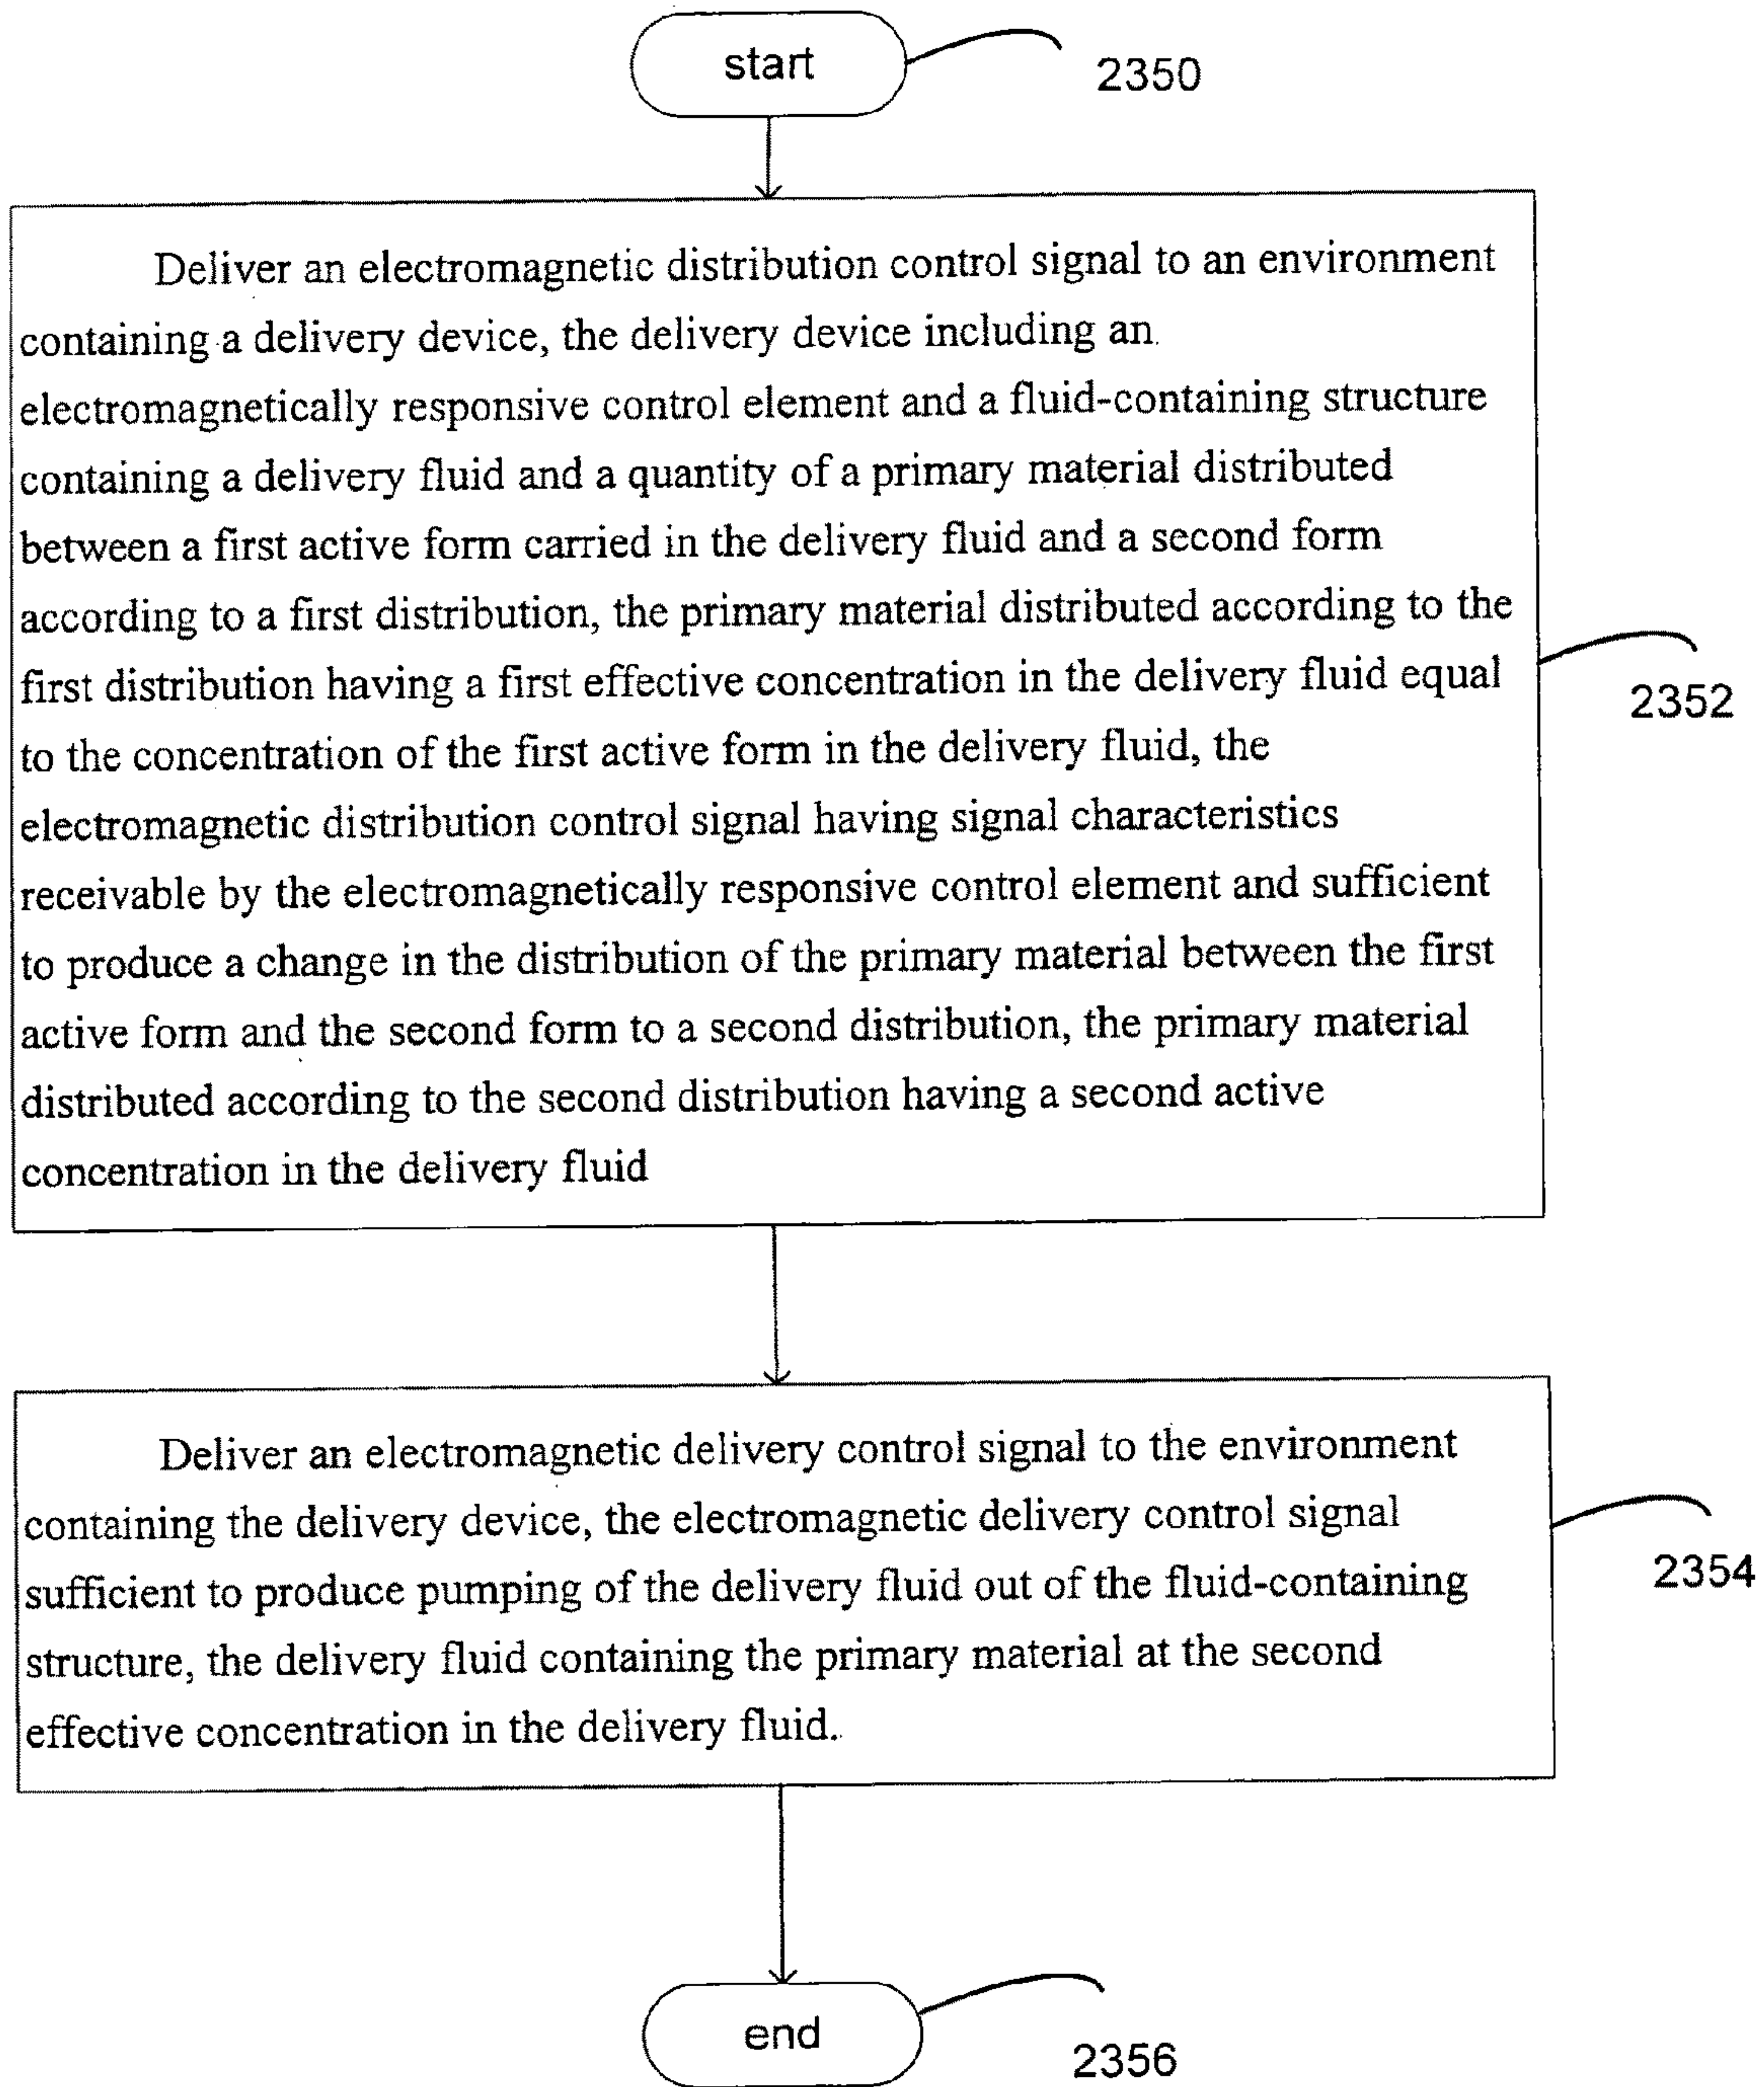 start
2350
Deliver an electromagnetic distribution control signal to an environment
containing a delivery device, the delivery device including an
electromagnetically responsive control element and a fluid-containing structure
containing a delivery fluid and a quantity of a primary material distributed
between a first active form carried in the delivery fluid and a second form
according to a first distribution, the primary material distributed according to the
first distribution having a first effective concentration in the delivery fluid equal
to the concentration of the first active form in the delivery fluid, the
electromagnetic distribution control signal having signal characteristics
receivable by the electromagnetically responsive control element and sufficient
to produce a change in the distribution of the primary material between the first
active form and the second form to a second distribution, the primary material
distributed according to the second distribution having a second active
concentration in the delivery fluid
2352
Deliver an electromagnetic delivery control signal to the environment
containing the delivery device, the electromagnetic delivery control signal
sufficient to produce pumping of the delivery fluid out of the fluid-containing
structure, the delivery fluid containing the primary material at the second
effective concentration in the delivery fluid.
2354
end
2356